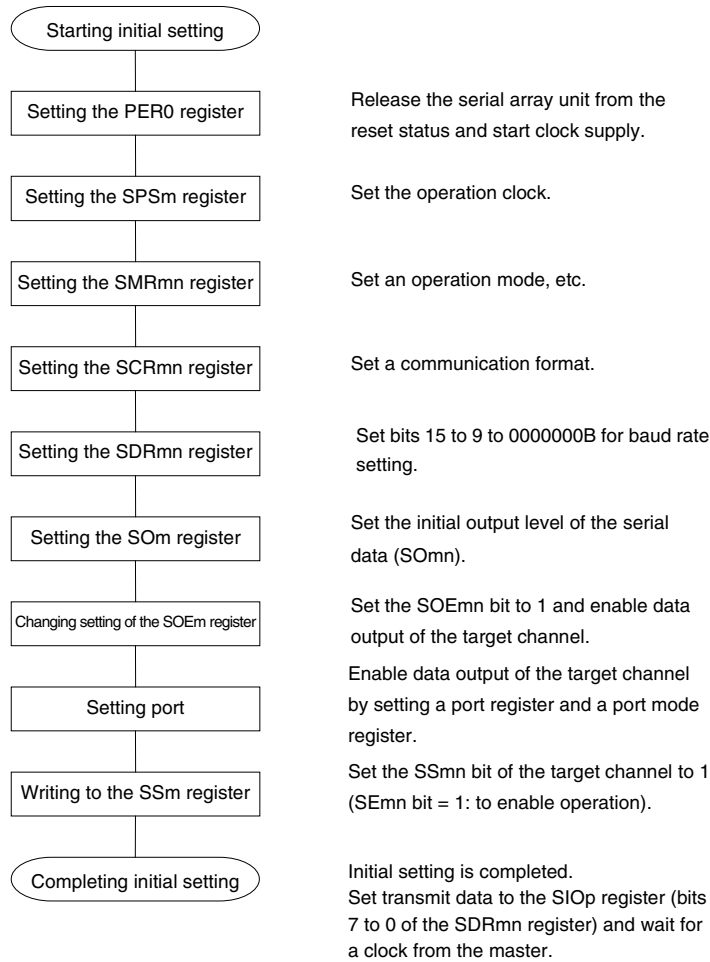 Starting initial setting
Setting the PER0 register
Release the serial array unit from the
reset status and start clock supply.
Setting the SPSm register
Set the operation clock.
Setting the SMRmn register
Set an operation mode, etc.
Setting the SCRmn register
Set a communication format.
Setting the SDRmn register
Set bits 15 to 9 to 0000000B for baud rate
setting.
Setting the SOm register
Set the initial output level of the serial
data (SOmn).
Changing setting of the SOEm register
Set the SOEmn bit to 1 and enable data
output of the target channel.
Setting port
Enable data output of the target channel
by setting a port register and a port mode
register.
Writing to the SSm register
Set the SSmn bit of the target channel to 1
(SEmn bit = 1: to enable operation).
Completing initial setting
Initial setting is completed.
Set transmit data to the SIOp register (bits
7 to 0 of the SDRmn register) and wait for
a clock from the master.